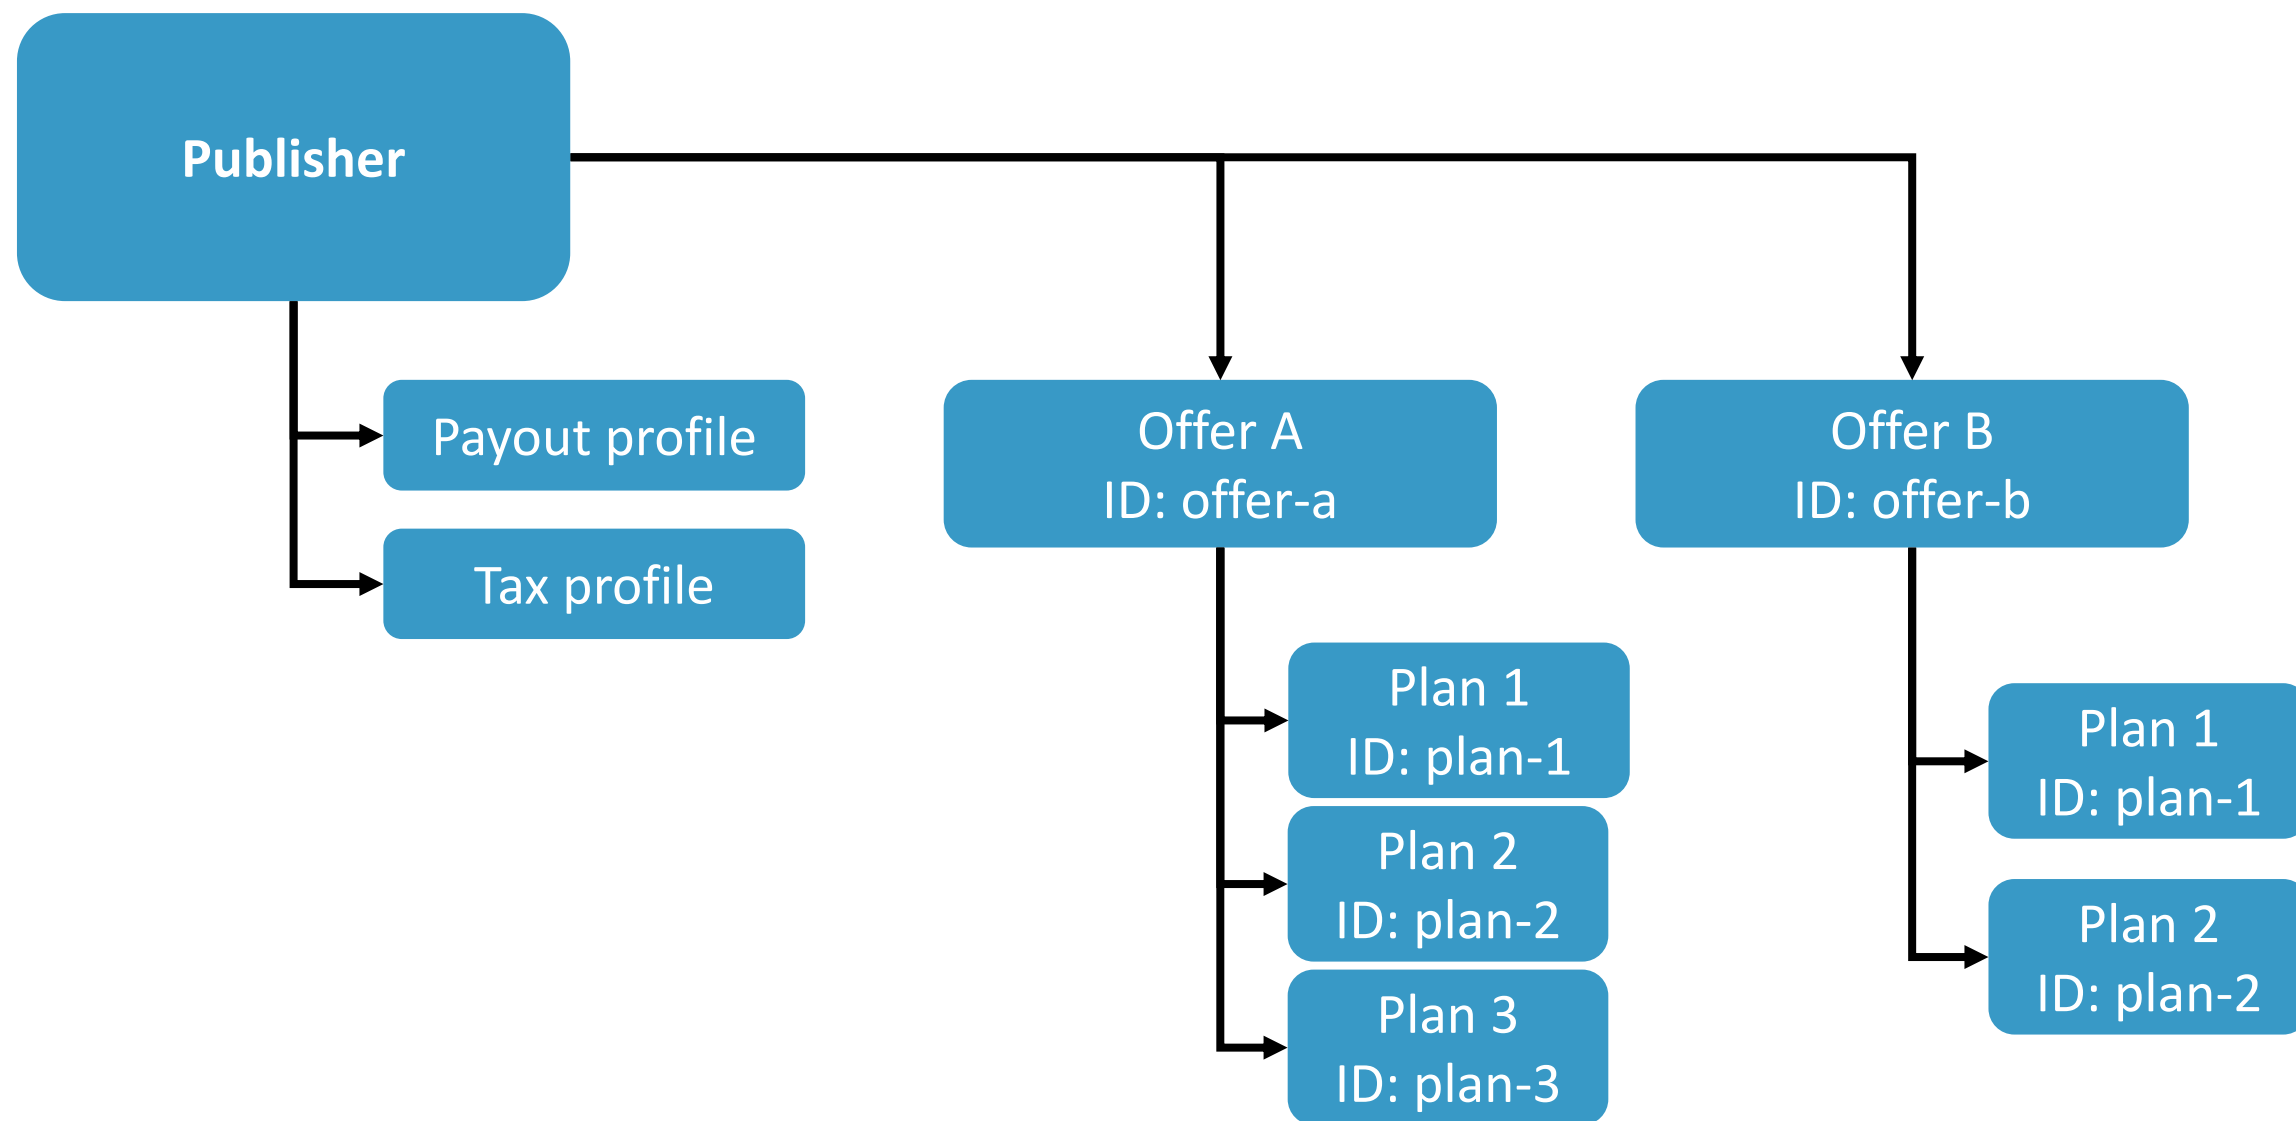 Publisher
Payout profile
Tax profile
Offer A
ID: offer-a
Plan 1
ID: plan-1
Plan 2
ID: plan-2
Plan 3
ID: plan-3
Offer B
ID: offer-b
Plan 1
ID: plan-1
Plan 2
ID: plan-2